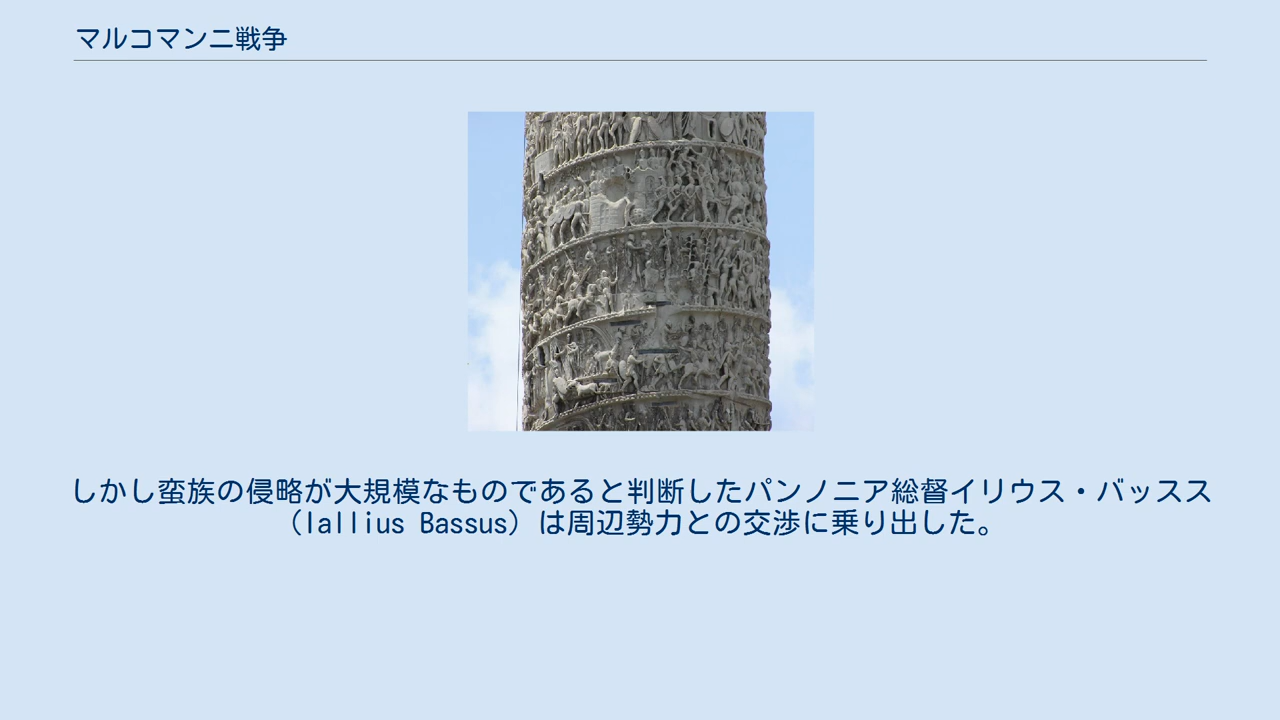 マルコマンニ戦争
しかし蛮族の侵略が大規模なものであると判断したパンノニア総督イリウス・バッスス
（Iallius Bassus）は周辺勢力との交渉に乗り出した。